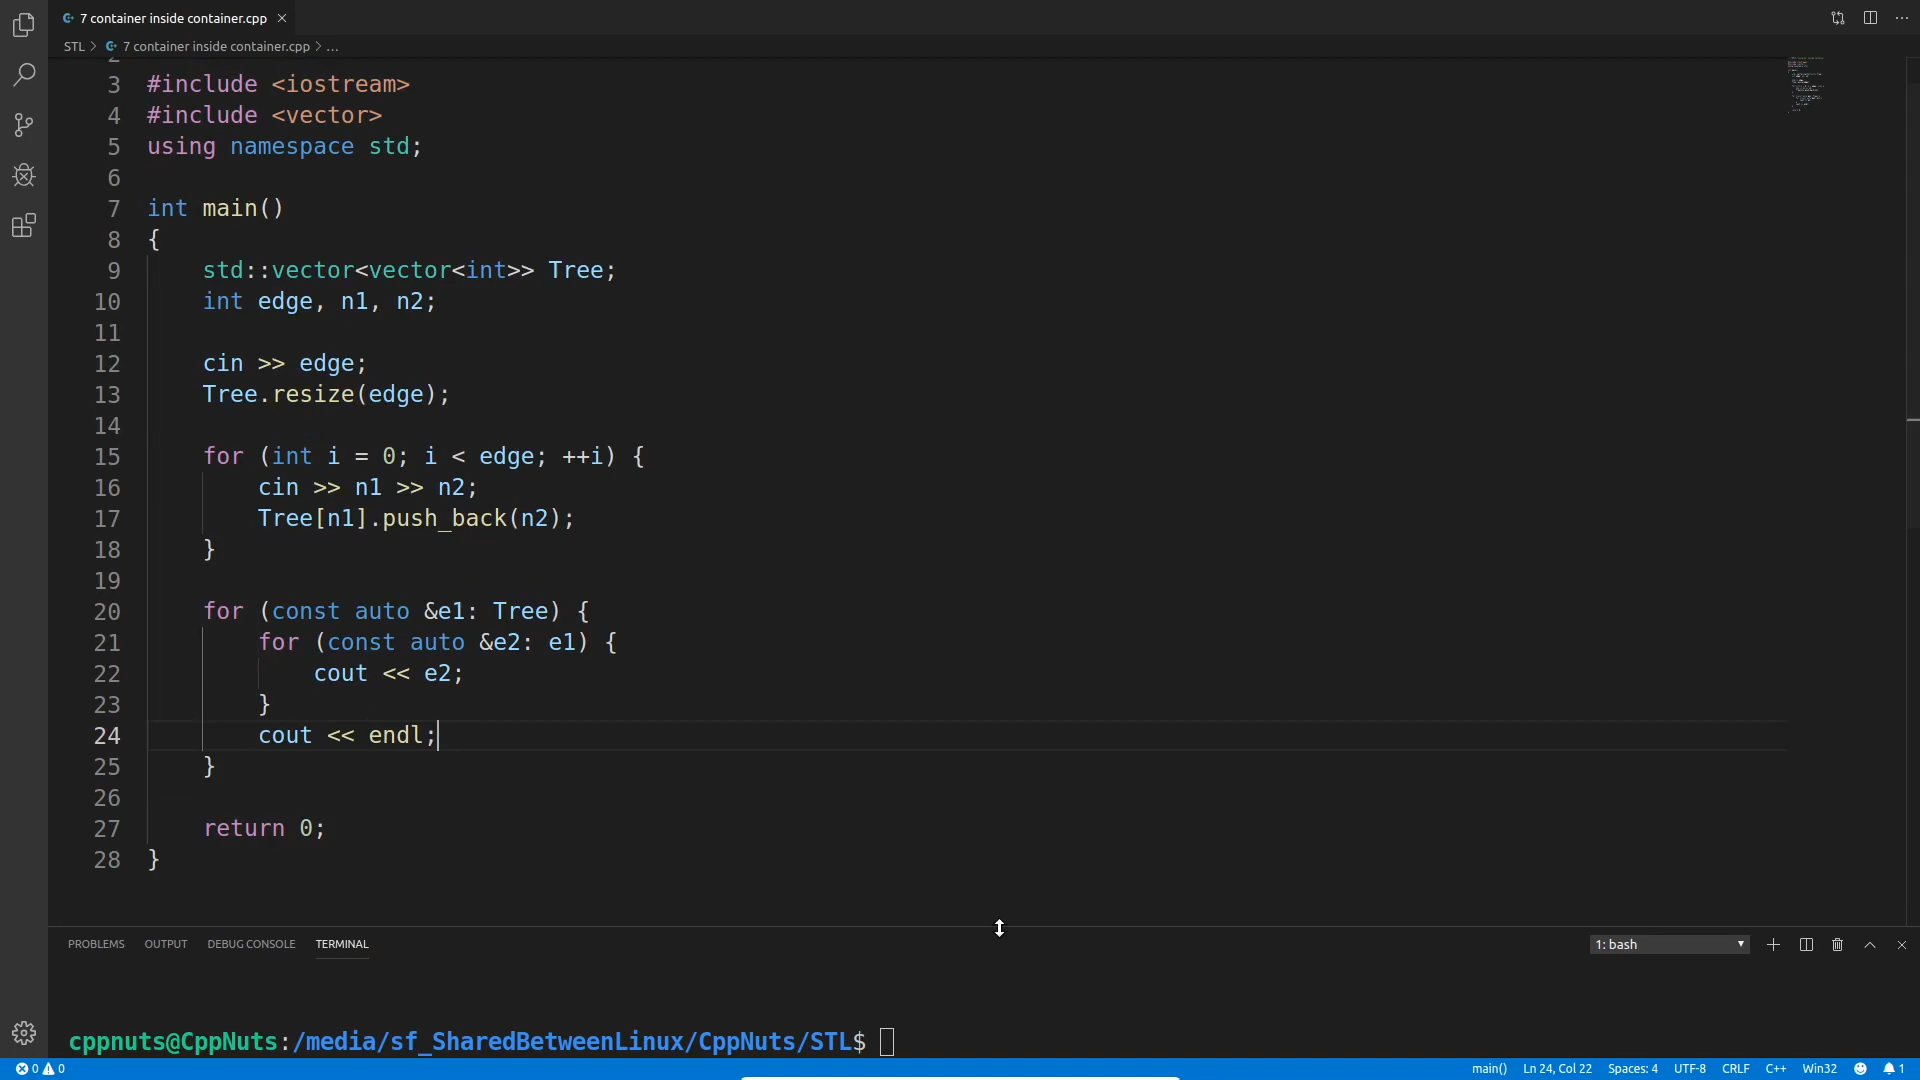 7 container inside container.cpp
STL > 7 container inside container.cpp > ...
2
3 #include <iostream>
4 #include <vector>
5 using namespace std;
6
7 int main()
8 {
9     std::vector<vector<int>> Tree;
10     int edge, n1, n2;
11
12     cin >> edge;
13     Tree.resize(edge);
14
15     for (int i = 0; i < edge; ++i) {
16         cin >> n1 >> n2;
17         Tree[n1].push_back(n2);
18     }
19
20     for (const auto &e1: Tree) {
21         for (const auto &e2: e1) {
22             cout << e2;
23         }
24         cout << endl;
25     }
26
27     return 0;
28 }
PROBLEMS OUTPUT DEBUG CONSOLE TERMINAL 1: bash
cppnuts@CppNuts:/media/sf_SharedBetweenLinux/CppNuts/STL$
0 0 main() Ln 24, Col 22 Spaces: 4 UTF-8 CRLF C++ Win32 1